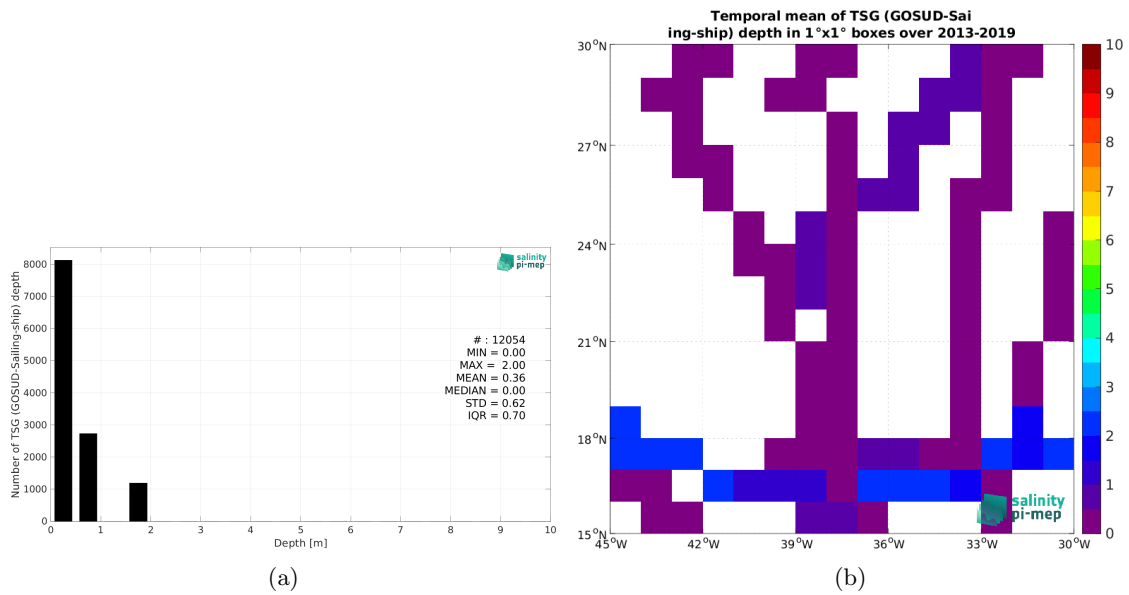 Number of TSG (GOSUD-Sailing-ship) depth
8000
7000
6000
5000
4000
3000
2000
1000
0
salinity
pi-mep
# : 12054
MIN = 0.00
MAX = 2.00
MEAN = 0.36
MEDIAN = 0.00
STD = 0.62
IQR = 0.70
0 1 2 3 4 5 6 7 8 9 10
Depth [m]
(a)
Temporal mean of TSG (GOSUD-Sai
ing-ship) depth in 1°x1° boxes over 2013-2019
30°N
27°N
24°N
21°N
18°N
15°N
45°W 42°W 39°W 36°W 33°W 30°W
salinity
pi-mep
10
9
8
7
6
5
4
3
2
1
0
(b)